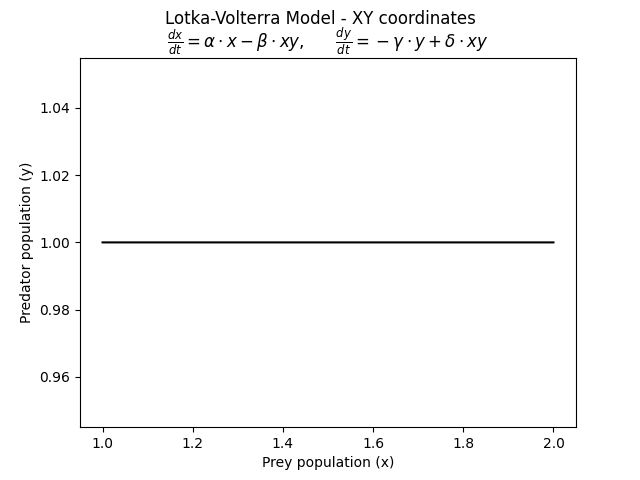 Lotka-Volterra Model - XY coordinates
dx/dt = α · x − β · xy, dy/dt = − γ · y + δ · xy
1.04
1.02
1.00
0.98
0.96
Predator population (y)
1.0 1.2 1.4 1.6 1.8 2.0
Prey population (x)